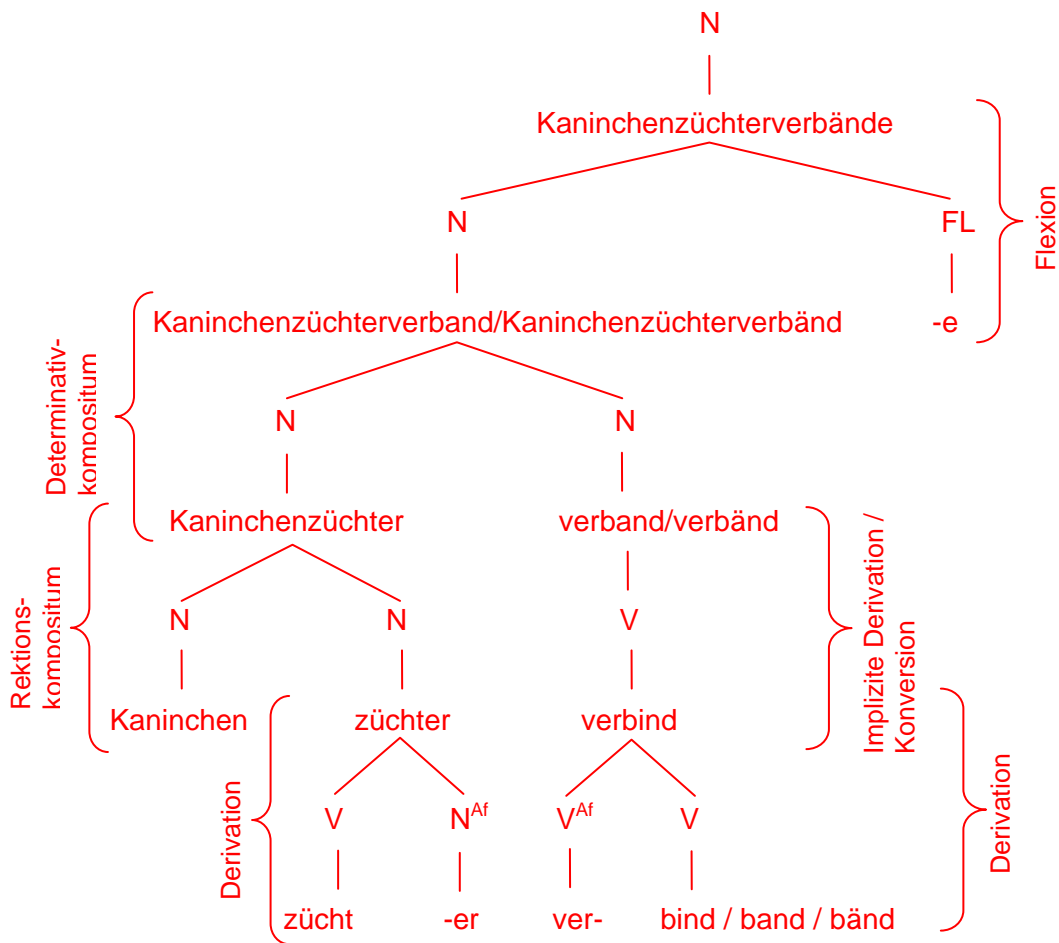 N
Kaninchenzüchterverbände
N
FL
Flexion
Kaninchenzüchterverband/Kaninchenzüchterverbänd
-e
Determinativ-
kompositum
N
N
Kaninchenzüchter
verband/verbänd
Rektions-
kompositum
N
N
V
Implizite Derivation /
Konversion
Kaninchen
züchter
verbind
Derivation
V
N^Af
V^Af
V
Derivation
zücht
-er
ver-
bind / band / bänd